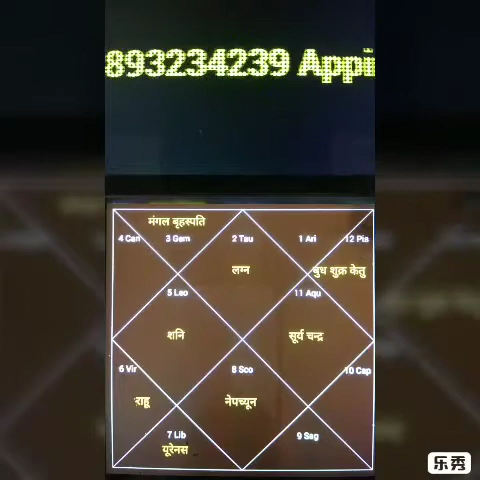 893234239 Appi
मंगल बृहस्पति
4 Can 3 Gem 2 Tau 1 Ari 12 Pis
लग्न बुध शुक्र केतु
5 Leo 11 Aqu
शनि सूर्य चन्द्र
6 Vir 8 Sco 10 Cap
राहू नेपच्यून
7 Lib 9 Sag
यूरेनस
乐秀